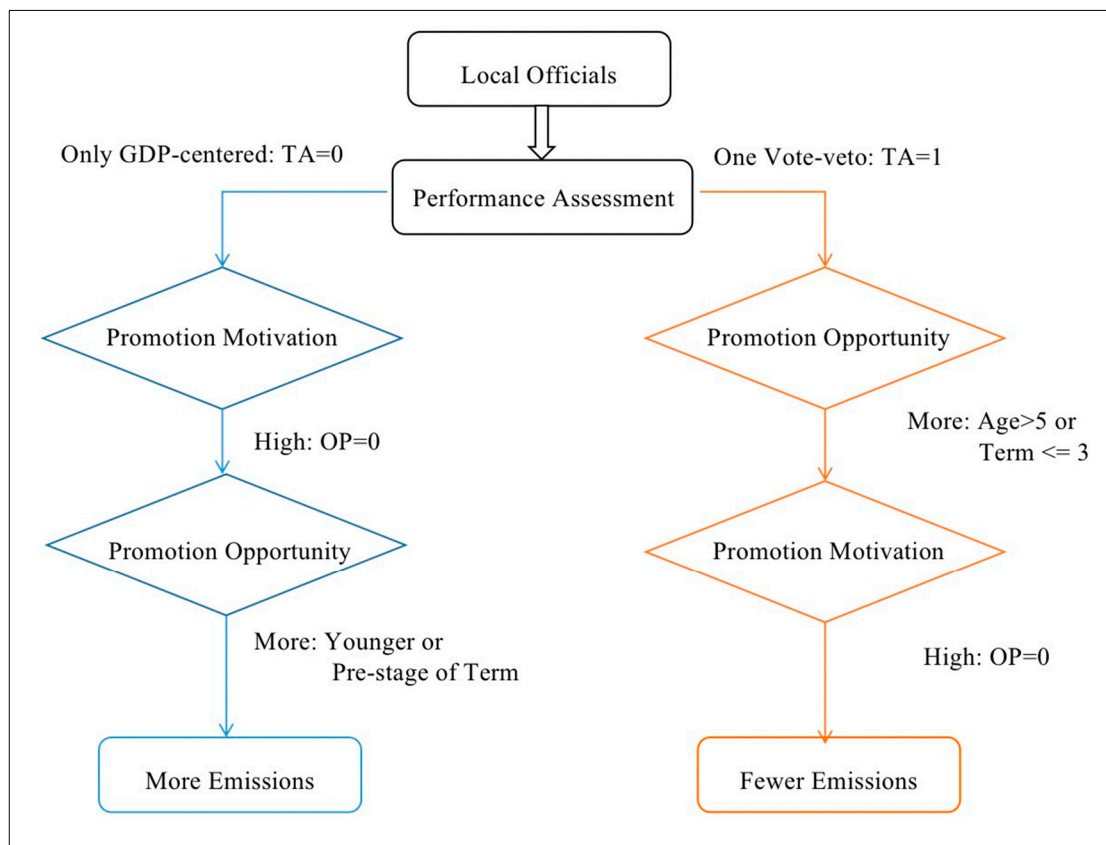 Local Officials
Only GDP-centered: TA=0
One Vote-veto: TA=1
Performance Assessment
Promotion Motivation
Promotion Opportunity
High: OP=0
More: Age>5 or
Term <= 3
Promotion Opportunity
Promotion Motivation
More: Younger or
Pre-stage of Term
High: OP=0
More Emissions
Fewer Emissions